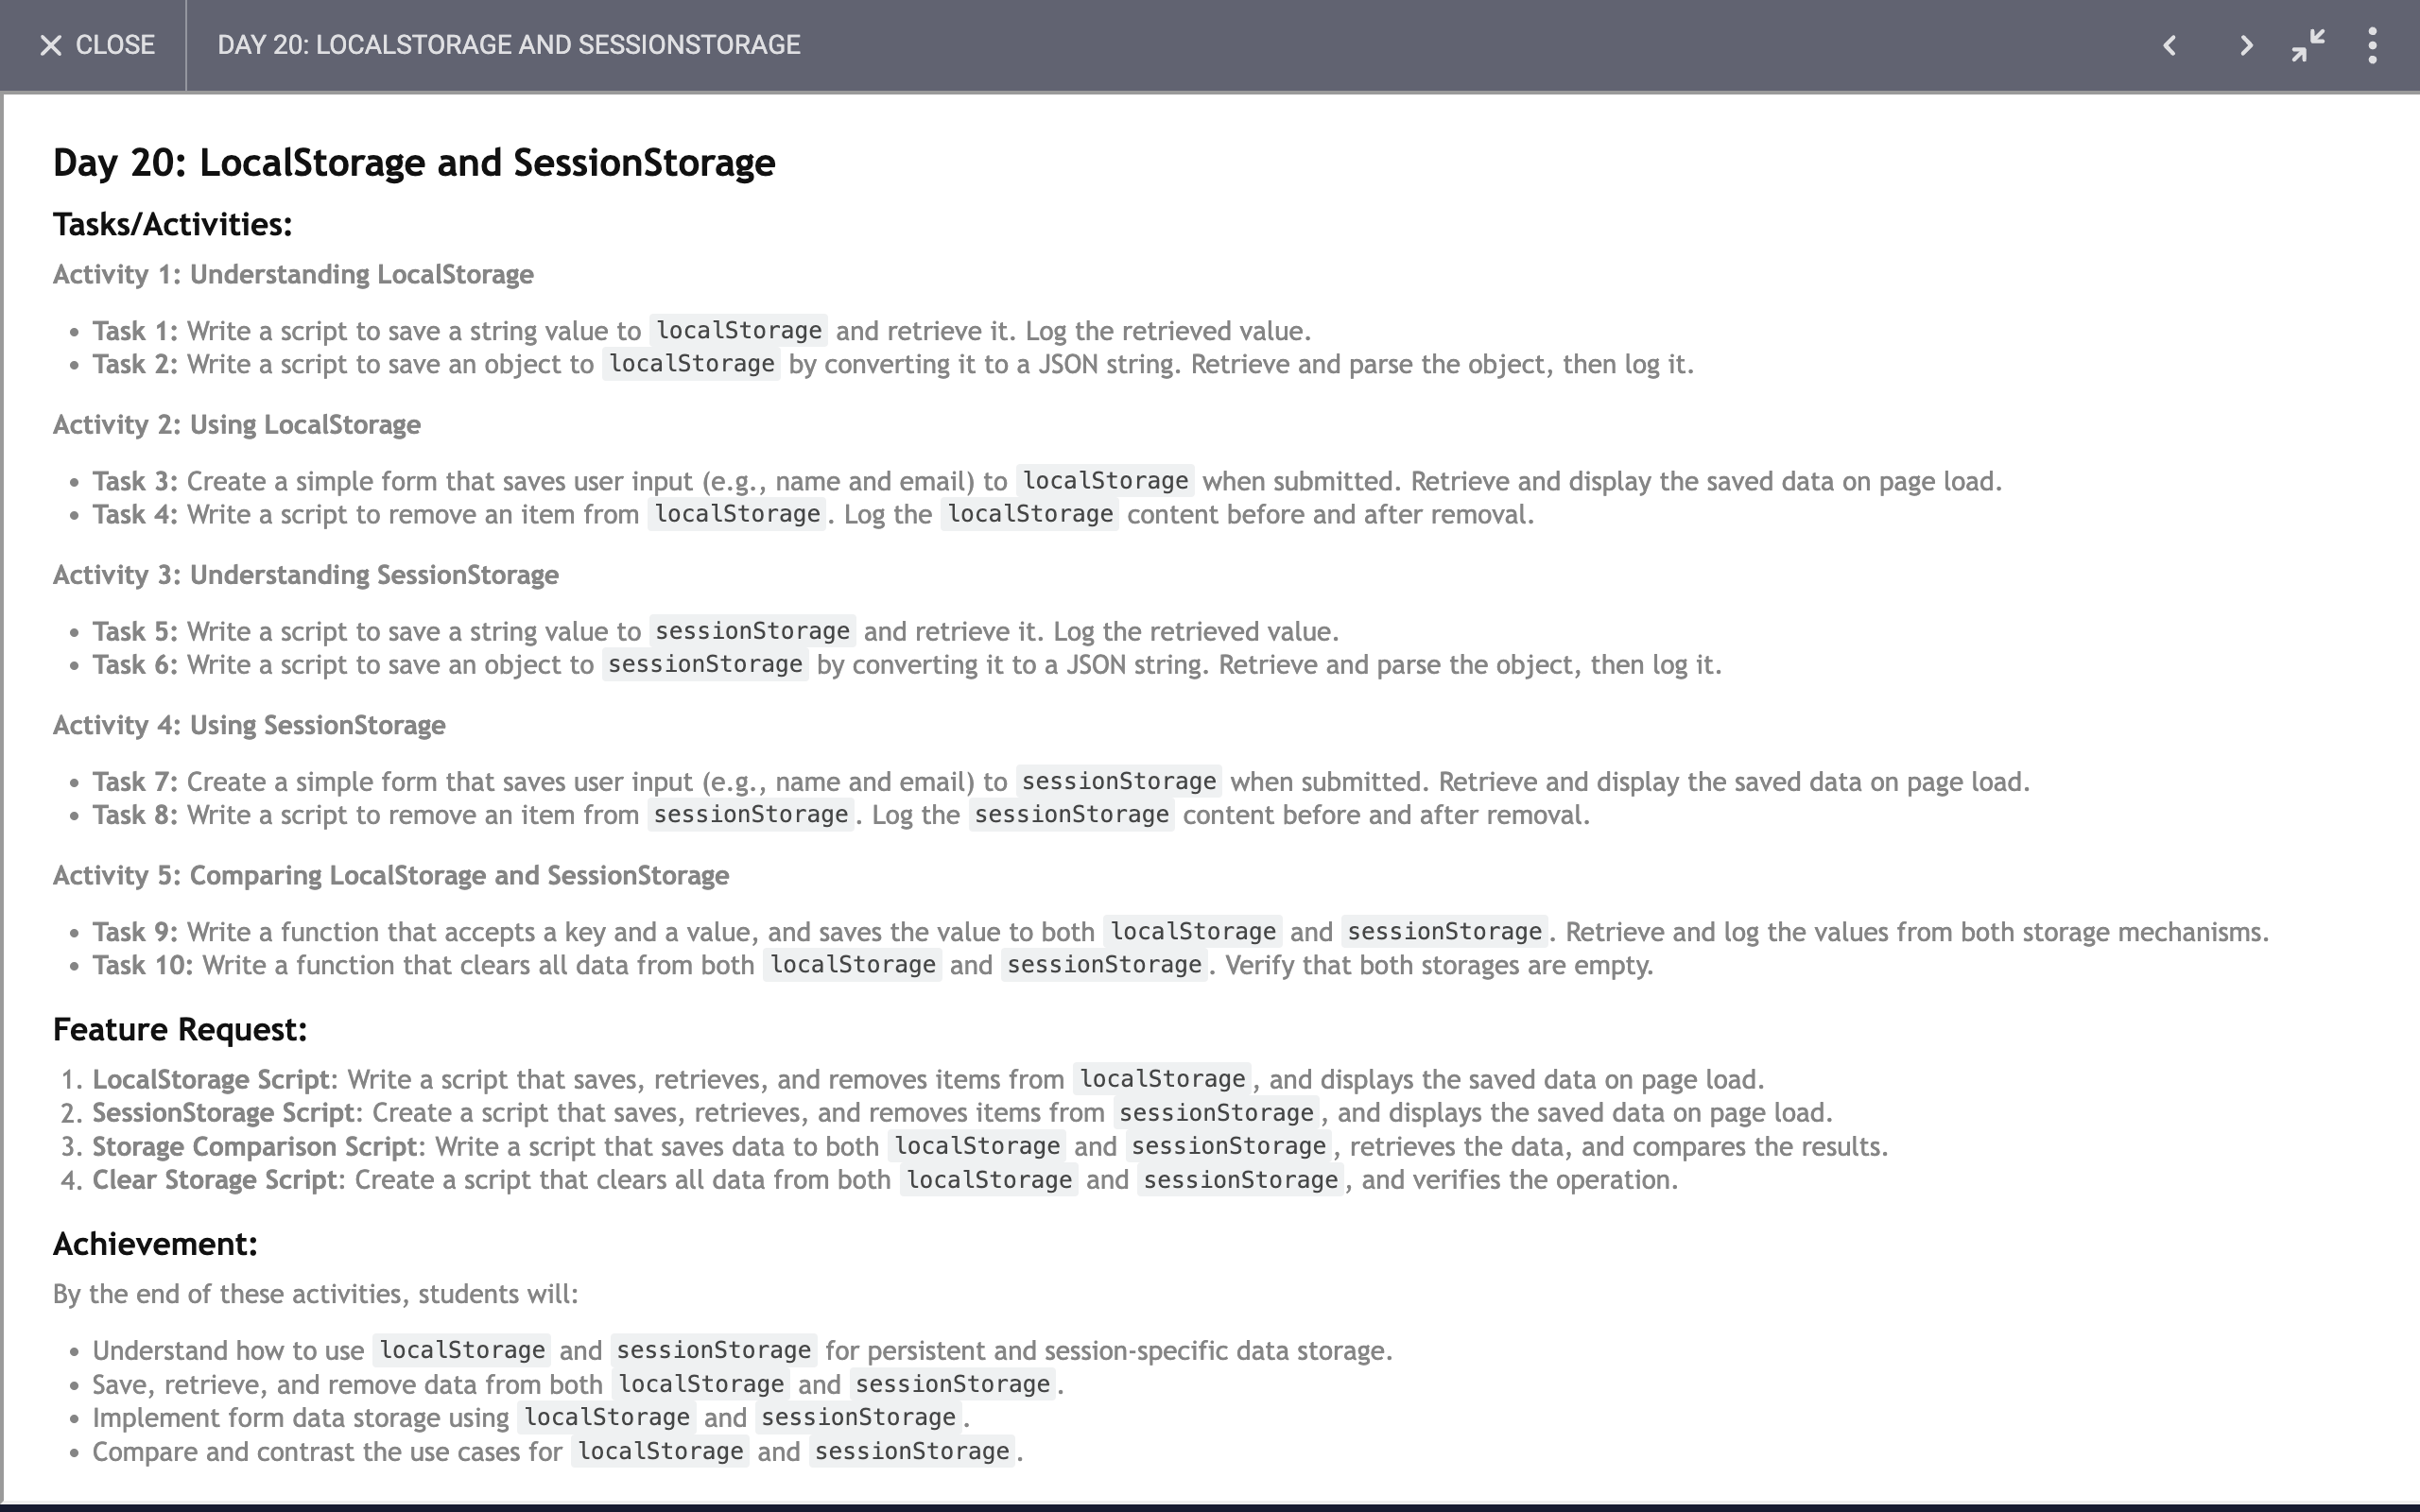 CLOSE
DAY 20: LOCALSTORAGE AND SESSIONSTORAGE
Day 20: LocalStorage and SessionStorage
Tasks/Activities:
Activity 1: Understanding LocalStorage
• Task 1: Write a script to save a string value to localStorage and retrieve it. Log the retrieved value.
• Task 2: Write a script to save an object to localStorage by converting it to a JSON string. Retrieve and parse the object, then log it.
Activity 2: Using LocalStorage
• Task 3: Create a simple form that saves user input (e.g., name and email) to localStorage when submitted. Retrieve and display the saved data on page load.
• Task 4: Write a script to remove an item from localStorage. Log the localStorage content before and after removal.
Activity 3: Understanding SessionStorage
• Task 5: Write a script to save a string value to sessionStorage and retrieve it. Log the retrieved value.
• Task 6: Write a script to save an object to sessionStorage by converting it to a JSON string. Retrieve and parse the object, then log it.
Activity 4: Using SessionStorage
• Task 7: Create a simple form that saves user input (e.g., name and email) to sessionStorage when submitted. Retrieve and display the saved data on page load.
• Task 8: Write a script to remove an item from sessionStorage. Log the sessionStorage content before and after removal.
Activity 5: Comparing LocalStorage and SessionStorage
• Task 9: Write a function that accepts a key and a value, and saves the value to both localStorage and sessionStorage. Retrieve and log the values from both storage mechanisms.
• Task 10: Write a function that clears all data from both localStorage and sessionStorage. Verify that both storages are empty.
Feature Request:
1. LocalStorage Script: Write a script that saves, retrieves, and removes items from localStorage, and displays the saved data on page load.
2. SessionStorage Script: Create a script that saves, retrieves, and removes items from sessionStorage, and displays the saved data on page load.
3. Storage Comparison Script: Write a script that saves data to both localStorage and sessionStorage, retrieves the data, and compares the results.
4. Clear Storage Script: Create a script that clears all data from both localStorage and sessionStorage, and verifies the operation.
Achievement:
By the end of these activities, students will:
• Understand how to use localStorage and sessionStorage for persistent and session-specific data storage.
• Save, retrieve, and remove data from both localStorage and sessionStorage.
• Implement form data storage using localStorage and sessionStorage.
• Compare and contrast the use cases for localStorage and sessionStorage.